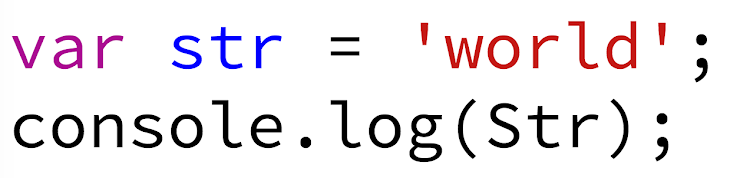 var str = 'world';
console.log(Str);